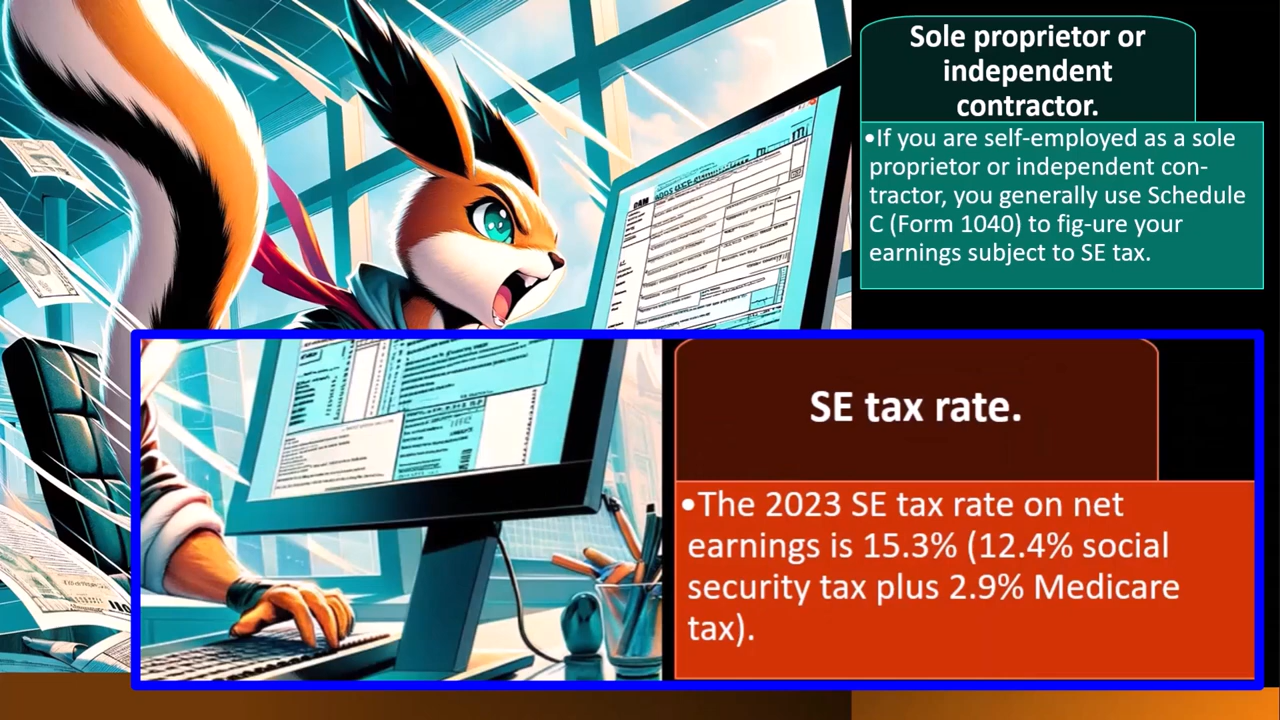 Sole proprietor or
independent
contractor.
•If you are self-employed as a sole
proprietor or independent con-
tractor, you generally use Schedule
C (Form 1040) to fig-ure your
earnings subject to SE tax.
SE tax rate.
•The 2023 SE tax rate on net
earnings is 15.3% (12.4% social
security tax plus 2.9% Medicare
tax).